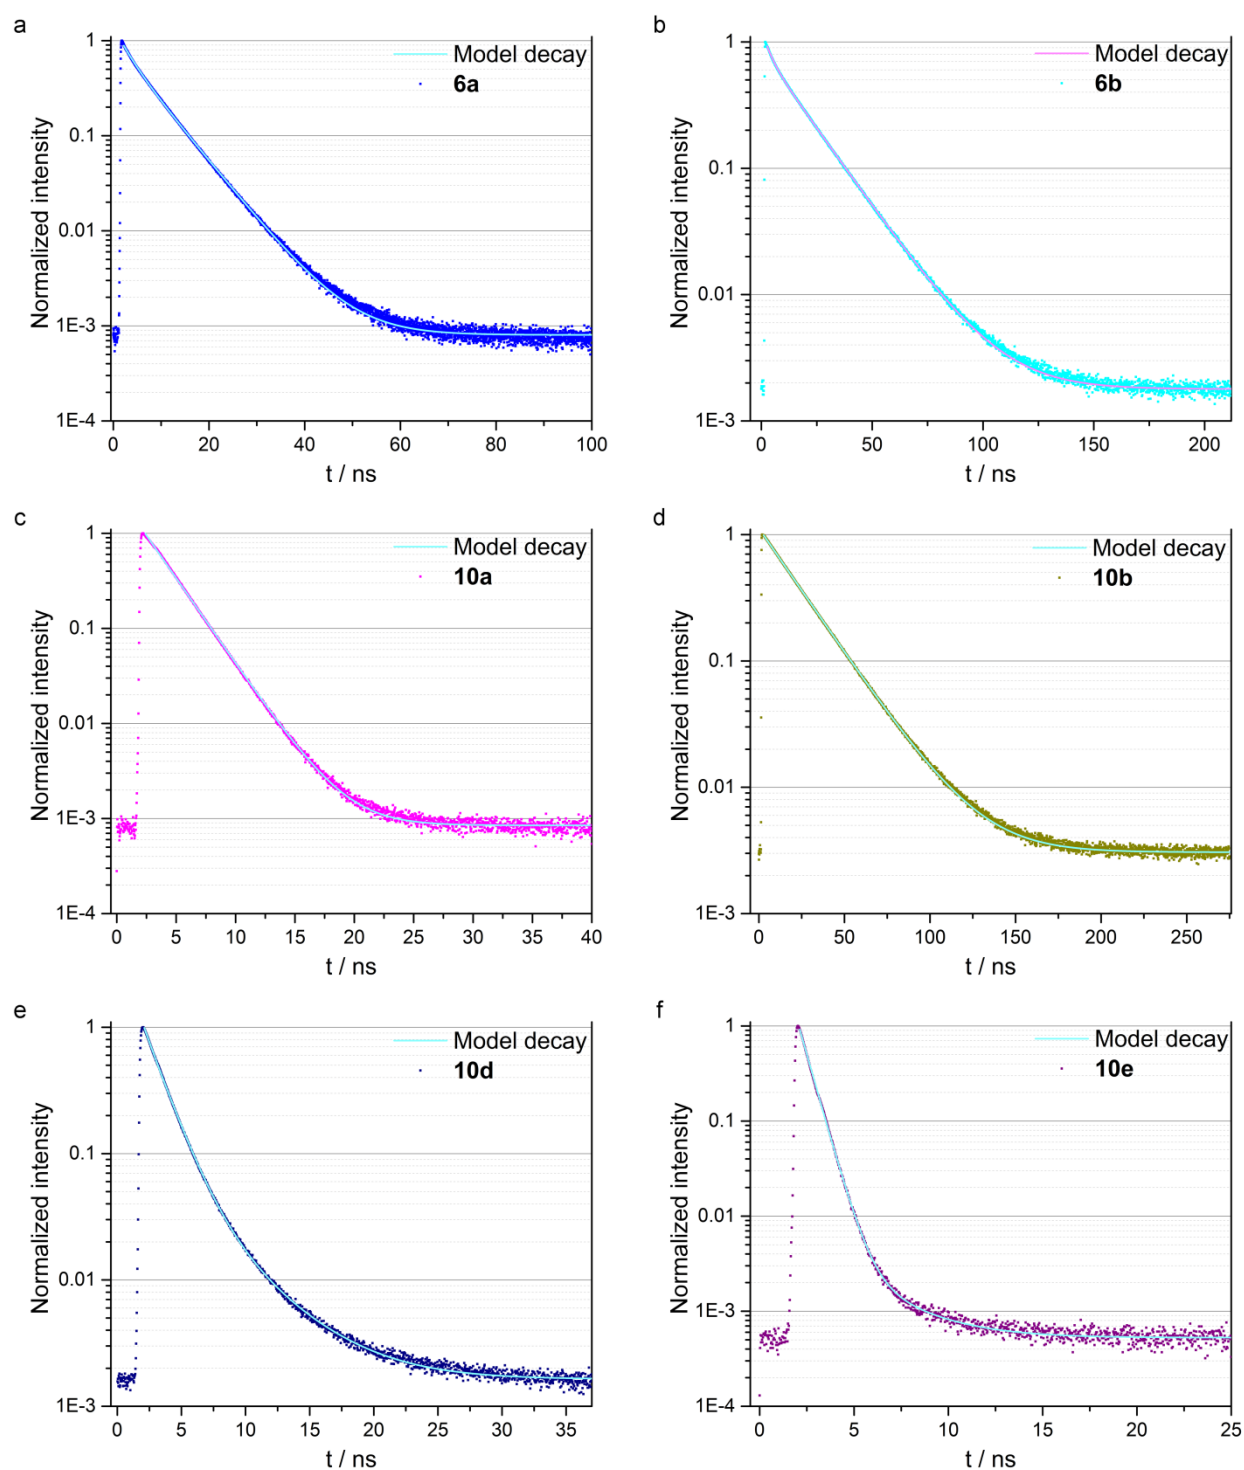 a
1
0.1
0.01
1E-3
1E-4
Normalized intensity
Model decay
6a
0 20 40 60 80 100
t / ns
b
1
0.1
0.01
1E-3
Normalized intensity
Model decay
6b
0 50 100 150 200
t / ns
c
1
0.1
0.01
1E-3
1E-4
Normalized intensity
Model decay
10a
0 5 10 15 20 25 30 35 40
t / ns
d
1
0.1
0.01
1E-3
Normalized intensity
Model decay
10b
0 50 100 150 200 250
t / ns
e
1
0.1
0.01
1E-3
Normalized intensity
Model decay
10d
0 5 10 15 20 25 30 35
t / ns
f
1
0.1
0.01
1E-3
1E-4
Normalized intensity
Model decay
10e
0 5 10 15 20 25
t / ns